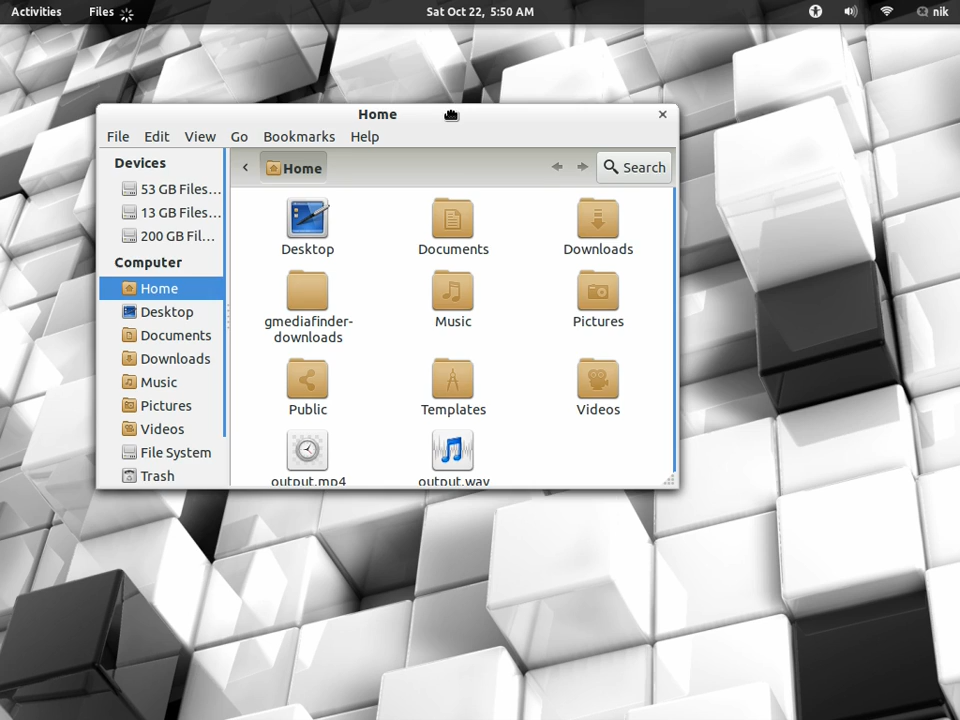 Activities Files Sat Oct 22, 5:50 AM nik
Home
File Edit View Go Bookmarks Help
Devices
53 GB Files...
13 GB Files...
200 GB Fil...
Computer
Home
Desktop
Documents
Downloads
Music
Pictures
Videos
File System
Trash
Home Search
Desktop Documents Downloads
gmediafinder-
downloads
Music Pictures
Public Templates Videos
output.mp4 output.wav